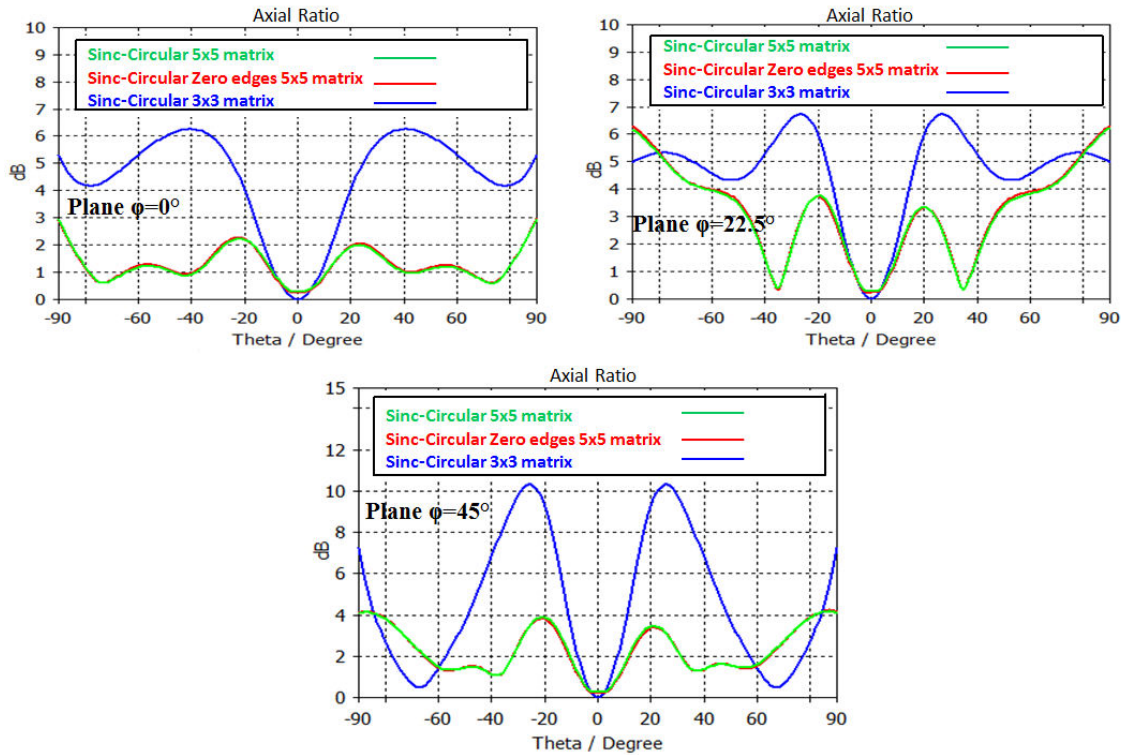 Axial Ratio
10
9
8
7
6
5
4
3
2
1
0
dB
Sinc-Circular 5x5 matrix
Sinc-Circular Zero edges 5x5 matrix
Sinc-Circular 3x3 matrix
Plane φ=0°
-90 -80 -60 -40 -20 0 20 40 60 80 90
Theta / Degree
Axial Ratio
10
9
8
7
6
5
4
3
2
1
0
dB
Sinc-Circular 5x5 matrix
Sinc-Circular Zero edges 5x5 matrix
Sinc-Circular 3x3 matrix
Plane φ=22.5°
-90 -60 -40 -20 0 20 40 60 90
Theta / Degree
Axial Ratio
15
12
10
8
6
4
2
0
dB
Sinc-Circular 5x5 matrix
Sinc-Circular Zero edges 5x5 matrix
Sinc-Circular 3x3 matrix
Plane φ=45°
-90 -60 -40 -20 0 20 40 60 90
Theta / Degree